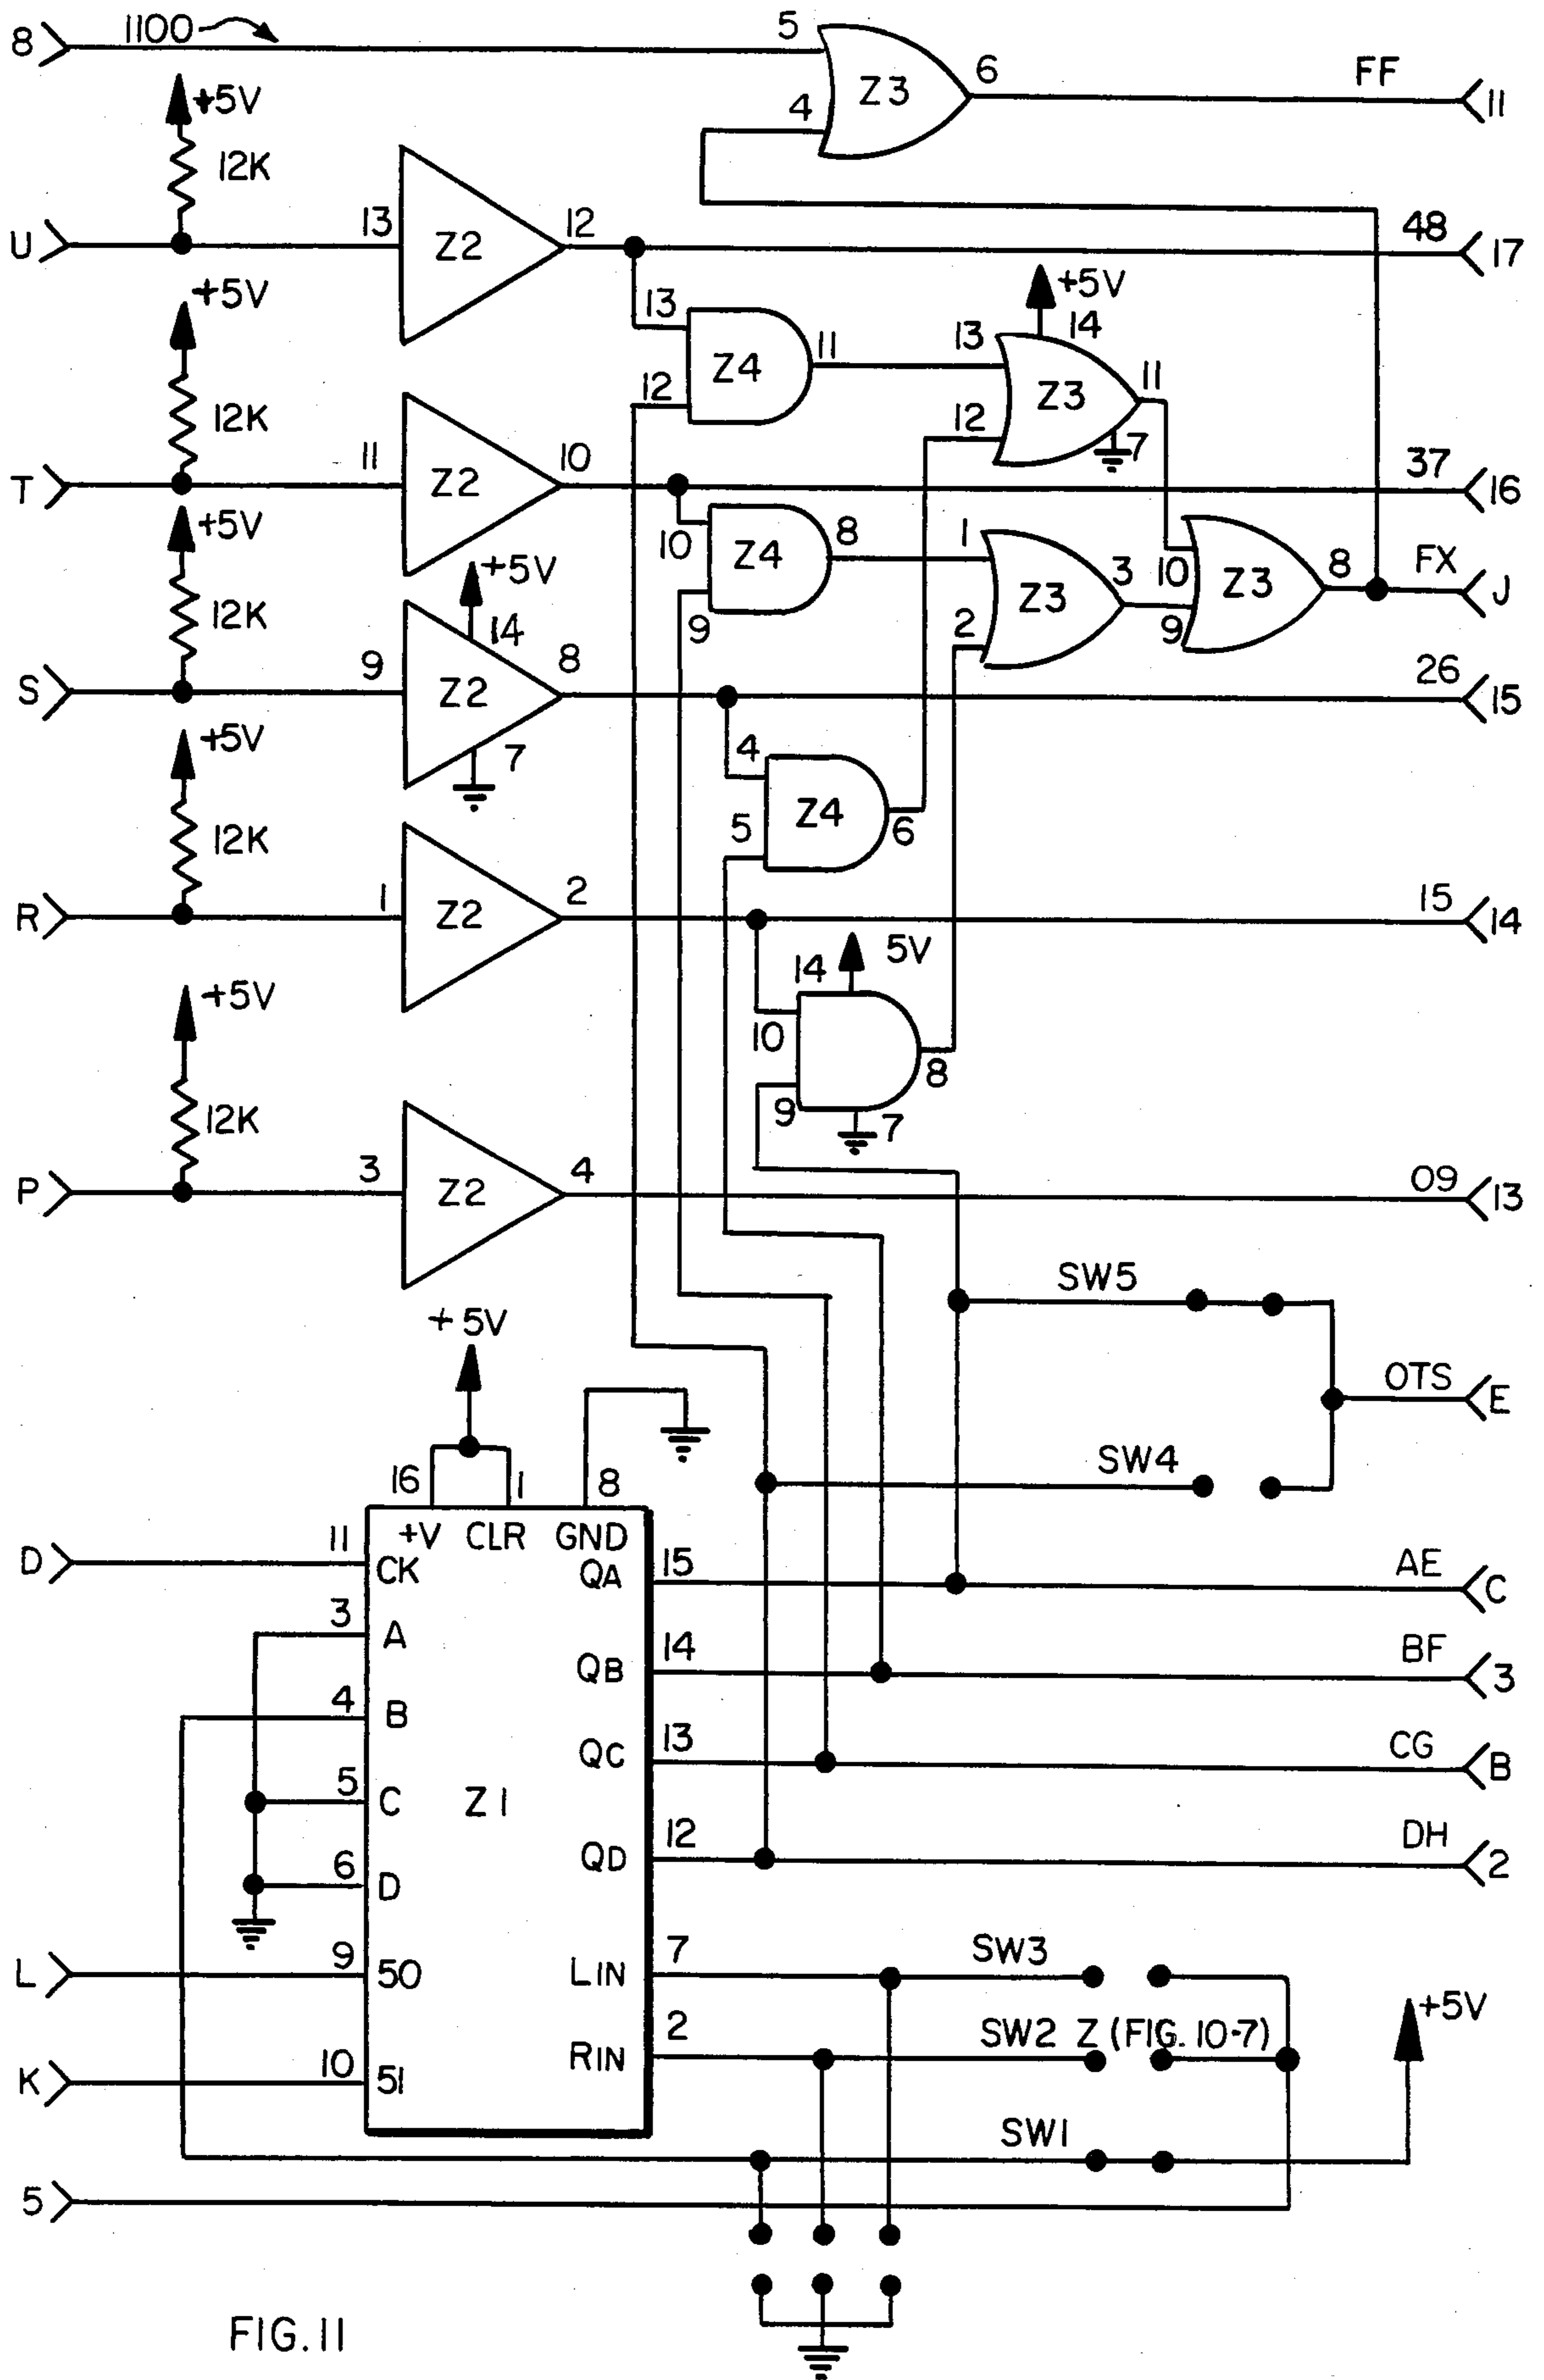 8 1100 5 Z3 6 FF 11
4
+5V
12K
U 13 Z2 12 48 17
+5V
13 Z4 11
12
+5V
14
13 Z3 11
12
7
12K
T 11 Z2 10 37 16
+5V
10 Z4 8
9
1 Z3 3
2
10 Z3 8 FX J
9
12K
+5V
14
S 9 Z2 8 26 15
7
+5V
4 Z4
5 6
12K
R 1 Z2 2 15 14
5V
14
10
8
9 7
+5V
12K
P 3 Z2 4 09 13
SW5
+5V
OTS E
SW4
16 1 8
+V CLR GND
D 11 CK QA 15 AE C
3 A
QB 14 BF 3
4 B
QC 13 CG B
5 C Z1
QD 12 DH 2
6 D
L 9 S0 LIN 7 SW3
+5V
RIN 2 SW2 Z (FIG. 10-7)
K 10 S1
SW1
5
FIG. 11